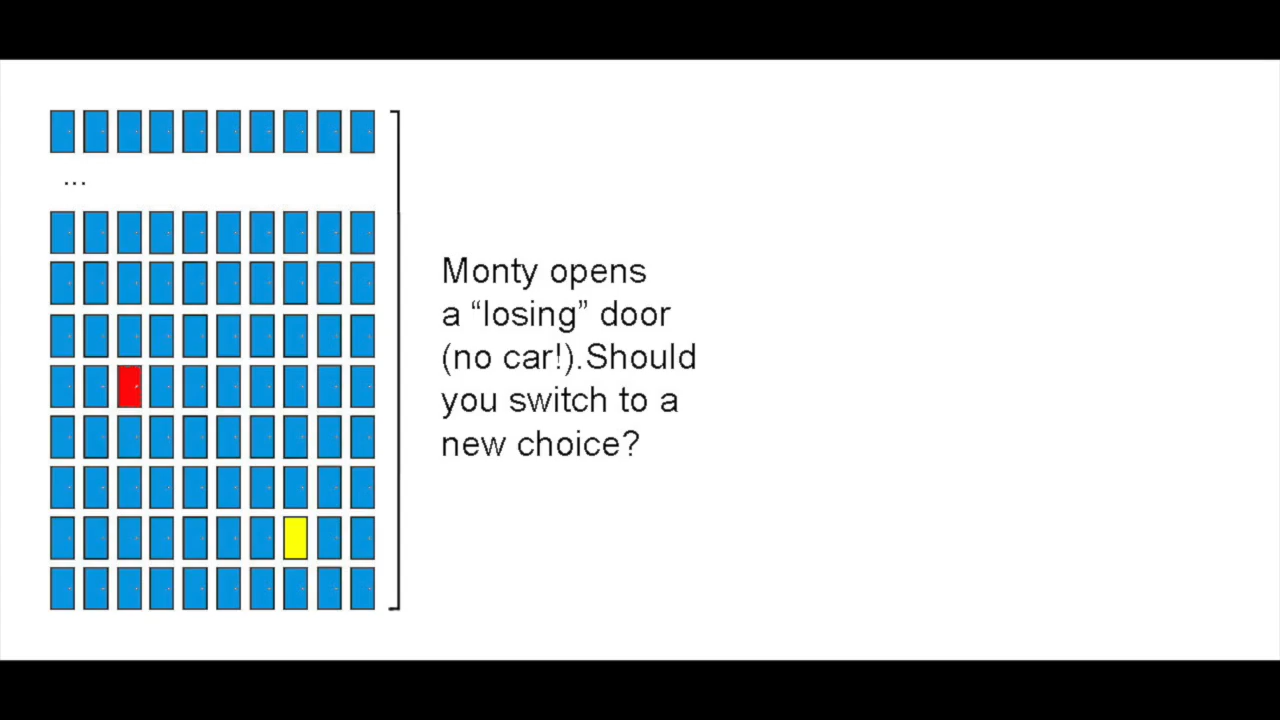 ...
Monty opens
a “losing” door
(no car!).Should
you switch to a
new choice?